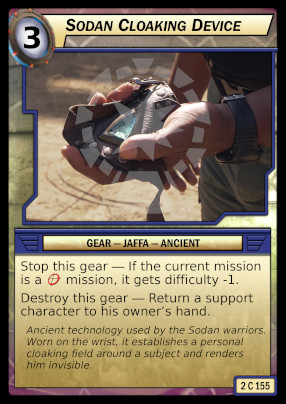 3
SODAN CLOAKING DEVICE
GEAR — JAFFA — ANCIENT
Stop this gear — If the current mission
is a mission, it gets difficulty -1.
Destroy this gear — Return a support
character to his owner's hand.
Ancient technology used by the Sodan warriors.
Worn on the wrist, it establishes a personal
cloaking field around a subject and renders
him invisible.
2 C 155